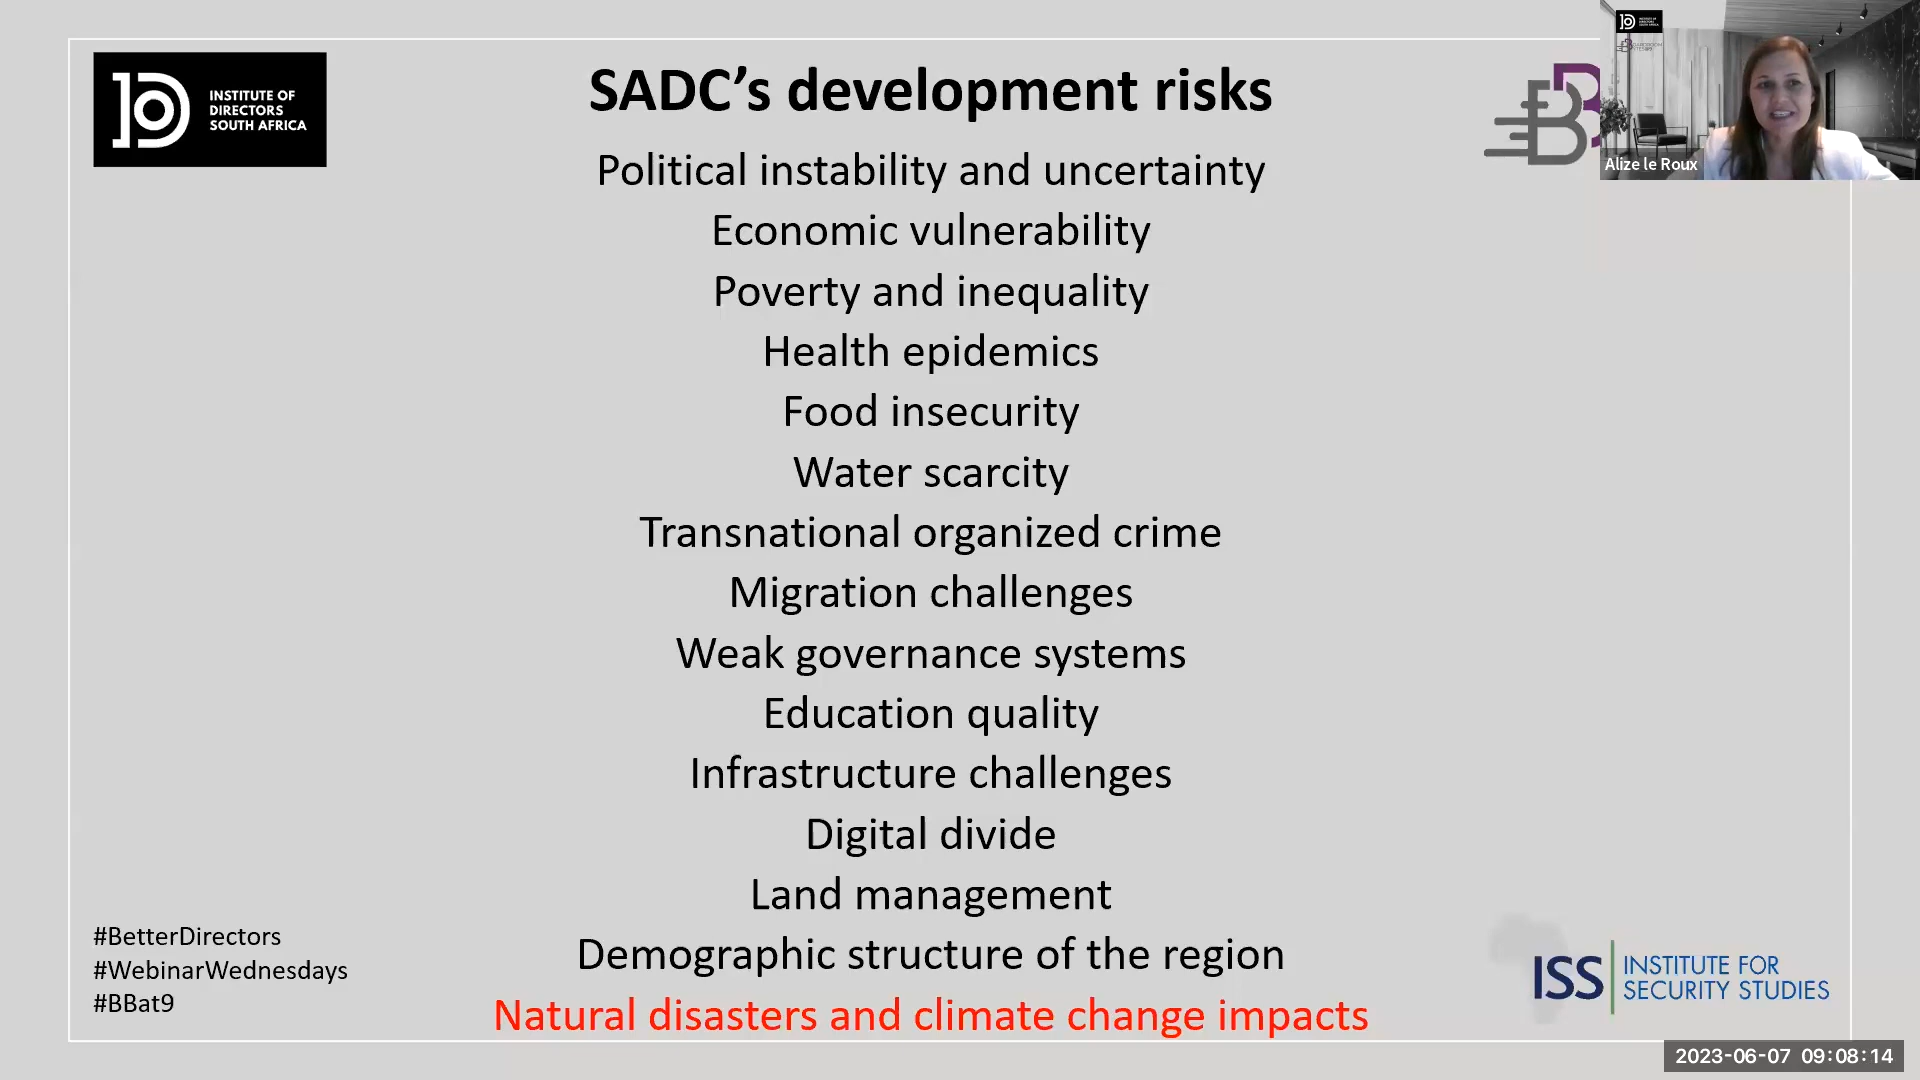 INSTITUTE OF
DIRECTORS
SOUTH AFRICA
SADC's development risks
Political instability and uncertainty
Economic vulnerability
Poverty and inequality
Health epidemics
Food insecurity
Water scarcity
Transnational organized crime
Migration challenges
Weak governance systems
Education quality
Infrastructure challenges
Digital divide
Land management
Demographic structure of the region
Natural disasters and climate change impacts
Alize le Roux
#BetterDirectors
#WebinarWednesdays
#BBat9
ISS
INSTITUTE FOR
SECURITY STUDIES
2023-06-07 09:08:14